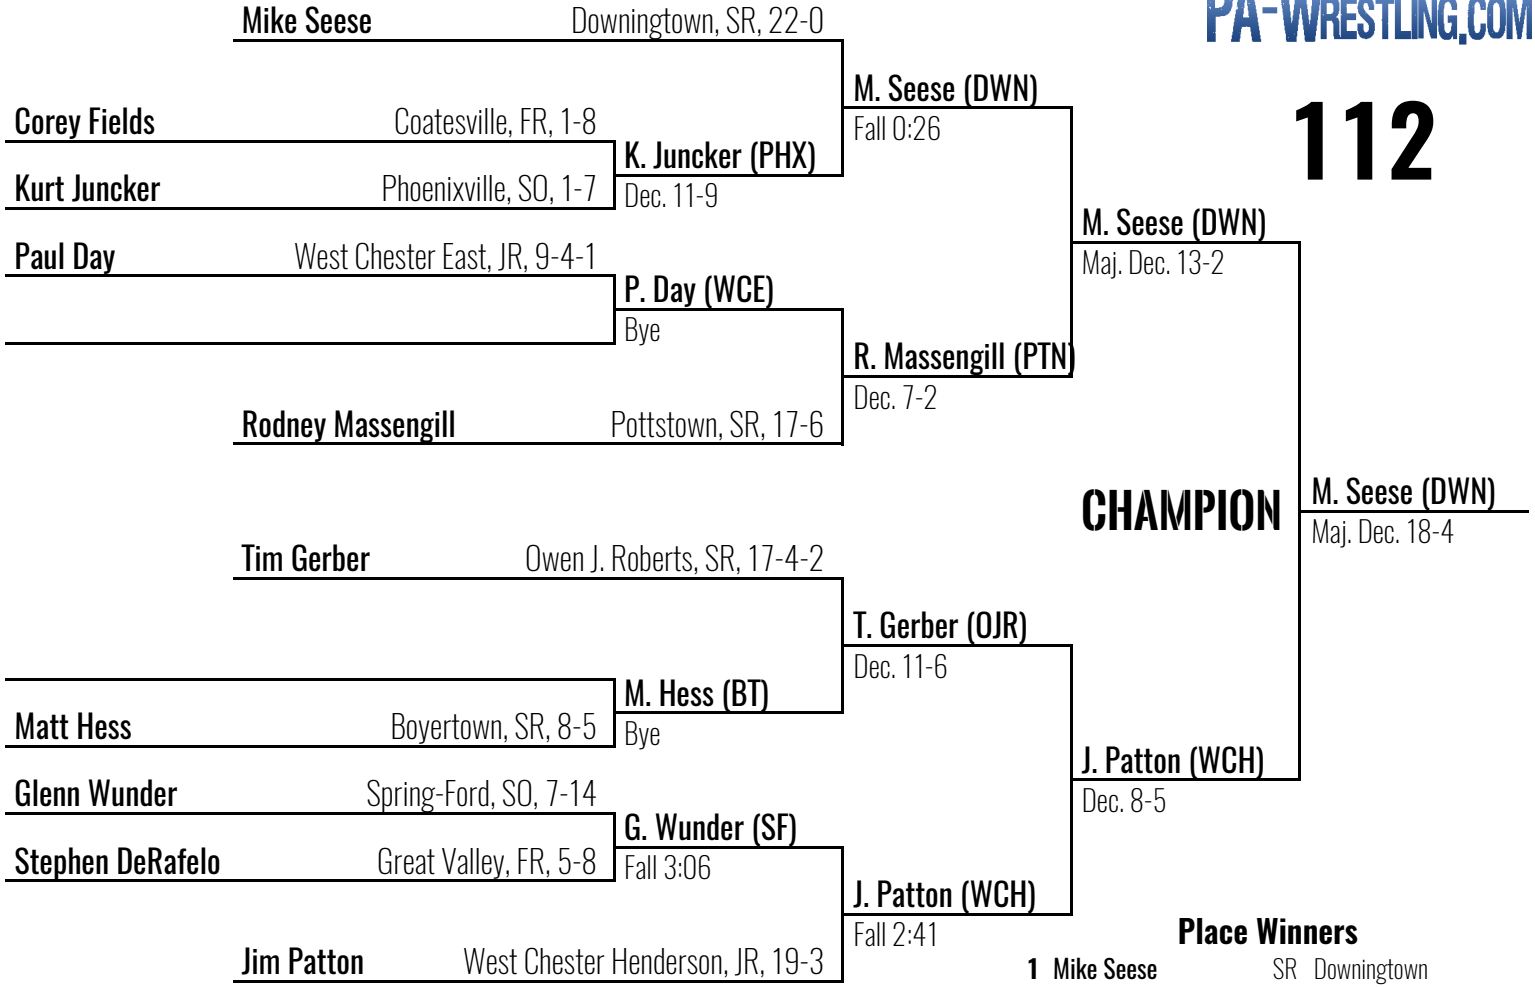 PA-WRESTLING.COM
Mike Seese Downingtown, SR, 22-0
112
M. Seese (DWN)
Fall 0:26
Corey Fields Coatesville, FR, 1-8
K. Juncker (PHX)
Dec. 11-9
Kurt Juncker Phoenixville, SO, 1-7
M. Seese (DWN)
Maj. Dec. 13-2
Paul Day West Chester East, JR, 9-4-1
P. Day (WCE)
Bye
R. Massengill (PTN)
Dec. 7-2
Rodney Massengill Pottstown, SR, 17-6
CHAMPION
M. Seese (DWN)
Maj. Dec. 18-4
Tim Gerber Owen J. Roberts, SR, 17-4-2
T. Gerber (OJR)
Dec. 11-6
M. Hess (BT)
Bye
Matt Hess Boyertown, SR, 8-5
J. Patton (WCH)
Dec. 8-5
Glenn Wunder Spring-Ford, SO, 7-14
G. Wunder (SF)
Fall 3:06
Stephen DeRafelo Great Valley, FR, 5-8
J. Patton (WCH)
Fall 2:41
Jim Patton West Chester Henderson, JR, 19-3
Place Winners
1 Mike Seese SR Downingtown